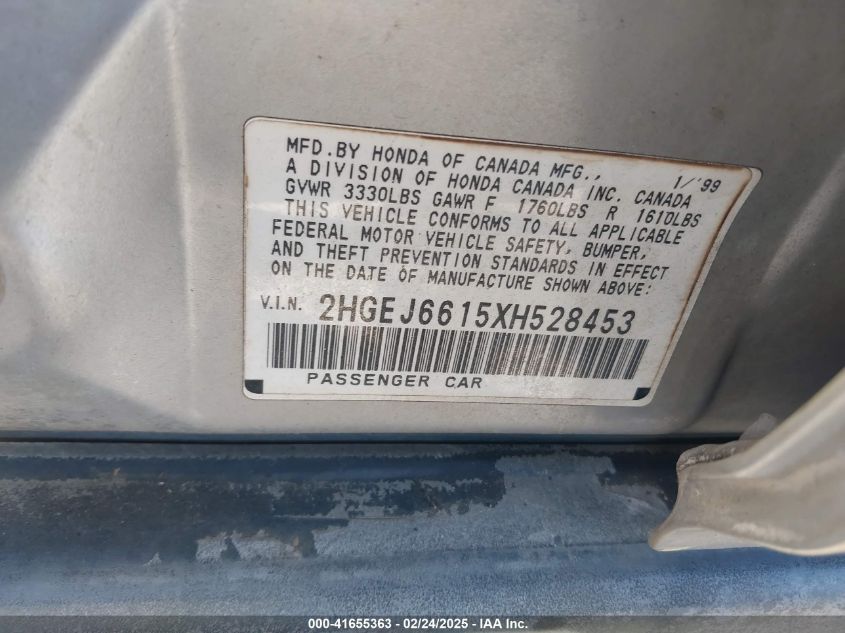 MFD.BY HONDA OF CANADA MFG., 1/'99
A DIVISION OF HONDA CANADA INC. CANADA
GVWR 3330LBS GAWR F 1760LBS R 1610LBS
THIS VEHICLE CONFORMS TO ALL APPLICABLE
FEDERAL MOTOR VEHICLE SAFETY, BUMPER,
AND THEFT PREVENTION STANDARDS IN EFFECT
ON THE DATE OF MANUFACTURE SHOWN ABOVE:
V.I.N. 2HGEJ6615XH528453
PASSENGER CAR
000-41655363 - 02/24/2025 - IAA Inc.